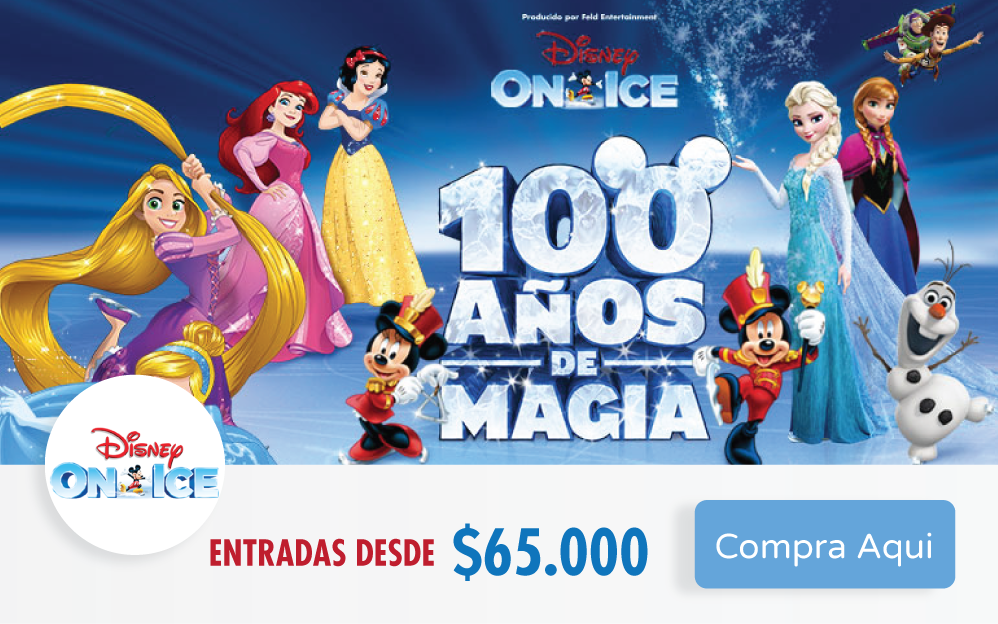 Producido por Feld Entertainment
Disney
ON ICE
100
AÑOS
DE
MAGIA
Disney
ON ICE
ENTRADAS DESDE $65.000
Compra Aqui